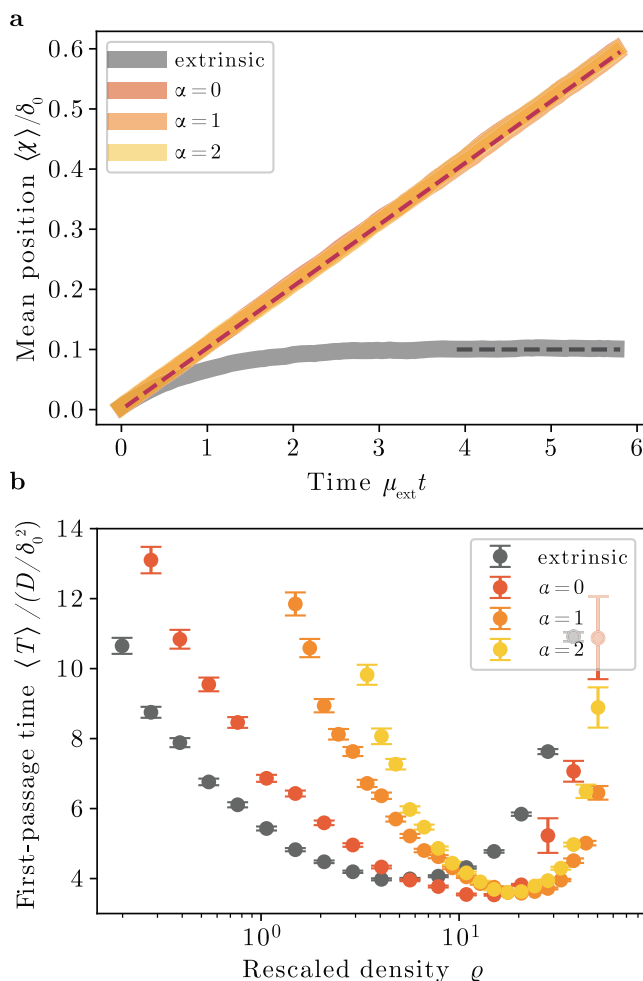 a
Mean position ⟨χ⟩/δ₀
0.6
0.5
0.4
0.3
0.2
0.1
0.0
extrinsic
α = 0
α = 1
α = 2
0 1 2 3 4 5 6
Time μ_ext t
b
First-passage time ⟨T⟩/(D/δ₀²)
14
12
10
8
6
4
extrinsic
a = 0
a = 1
a = 2
10⁰ 10¹
Rescaled density ϱ